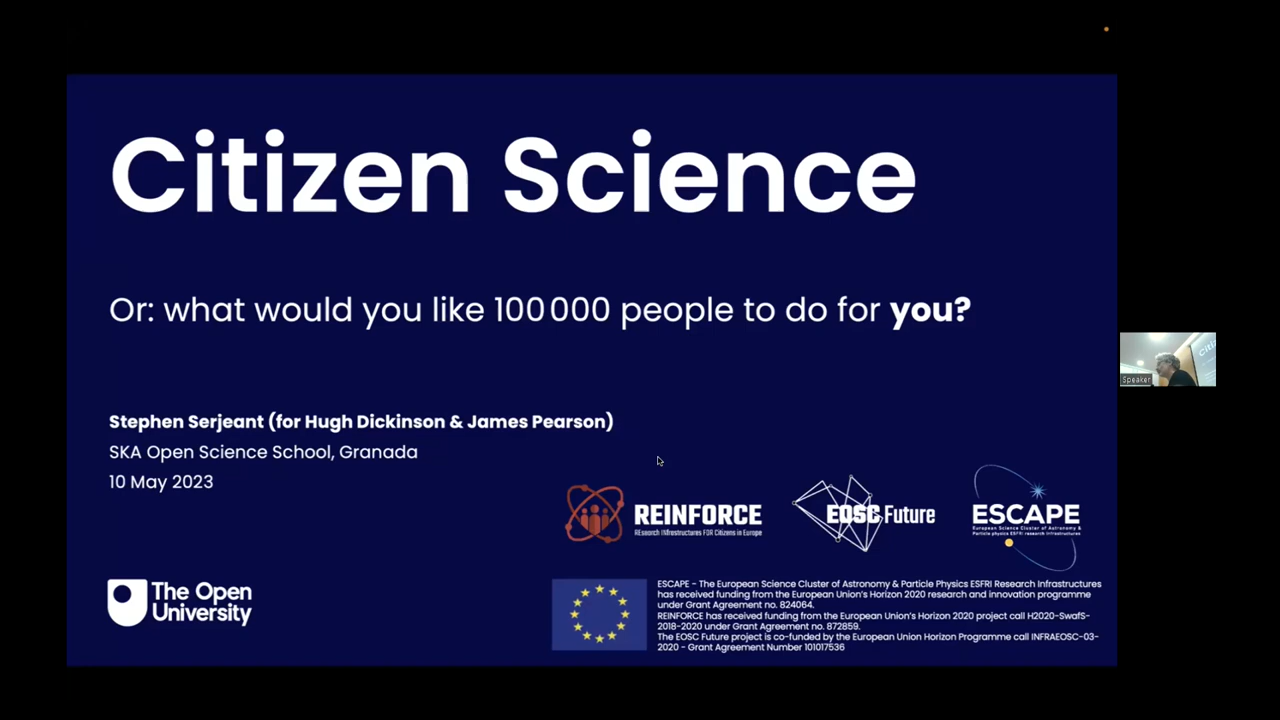 Citizen Science
Or: what would you like 100 000 people to do for you?
Stephen Serjeant (for Hugh Dickinson & James Pearson)
SKA Open Science School, Granada
10 May 2023
REINFORCE
REsearch INfrastructures FOR Citizens in Europe
EOSC Future
ESCAPE
European Science Cluster of Astronomy &
Particle physics ESFRI research Infrastructures
The Open
University
ESCAPE - The European Science Cluster of Astronomy & Particle Physics ESFRI Research Infrastructures
has received funding from the European Union's Horizon 2020 research and innovation programme
under Grant Agreement no. 824064.
REINFORCE has received funding from the European Union's Horizon 2020 project call H2020-SwafS-
2018-2020 under Grant Agreement no. 872859.
The EOSC Future project is co-funded by the European Union Horizon Programme call INFRAEOSC-03-
2020 - Grant Agreement Number 101017536
Speaker